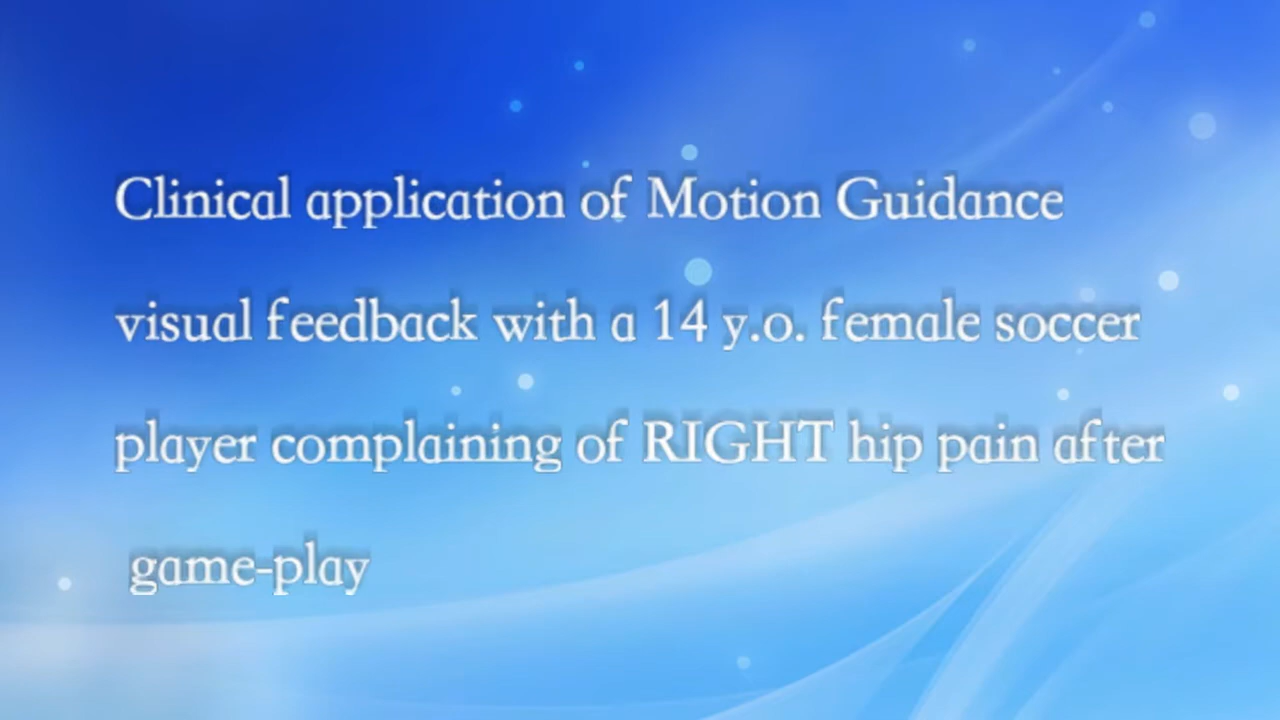 Clinical application of Motion Guidance
visual feedback with a 14 y.o. female soccer
player complaining of RIGHT hip pain after
game-play